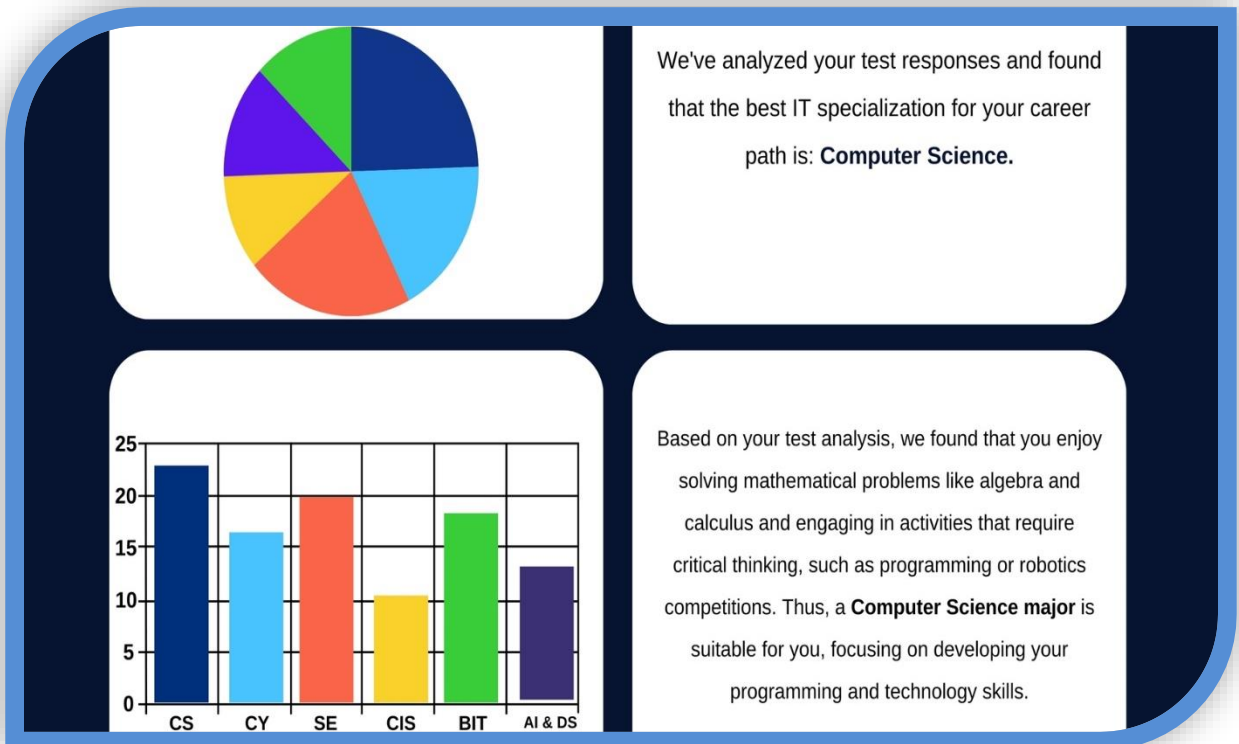 We've analyzed your test responses and found
that the best IT specialization for your career
path is: Computer Science.
25
20
15
10
5
0
CS CY SE CIS BIT AI & DS
Based on your test analysis, we found that you enjoy
solving mathematical problems like algebra and
calculus and engaging in activities that require
critical thinking, such as programming or robotics
competitions. Thus, a Computer Science major is
suitable for you, focusing on developing your
programming and technology skills.